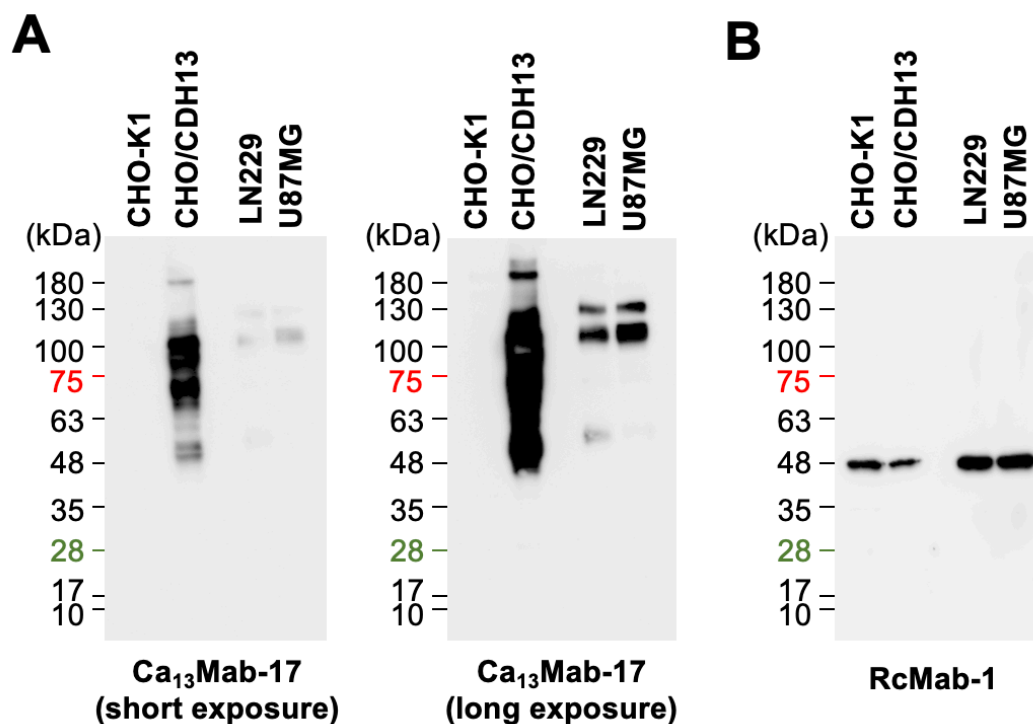 A
CHO-K1
CHO/CDH13
LN229
U87MG
(kDa)
180
130
100
75
63
48
35
28
17
10
Ca₁₃Mab-17
(short exposure)
CHO-K1
CHO/CDH13
LN229
U87MG
(kDa)
180
130
100
75
63
48
35
28
17
10
Ca₁₃Mab-17
(long exposure)
B
CHO-K1
CHO/CDH13
LN229
U87MG
(kDa)
180
130
100
75
63
48
35
28
17
10
RcMab-1